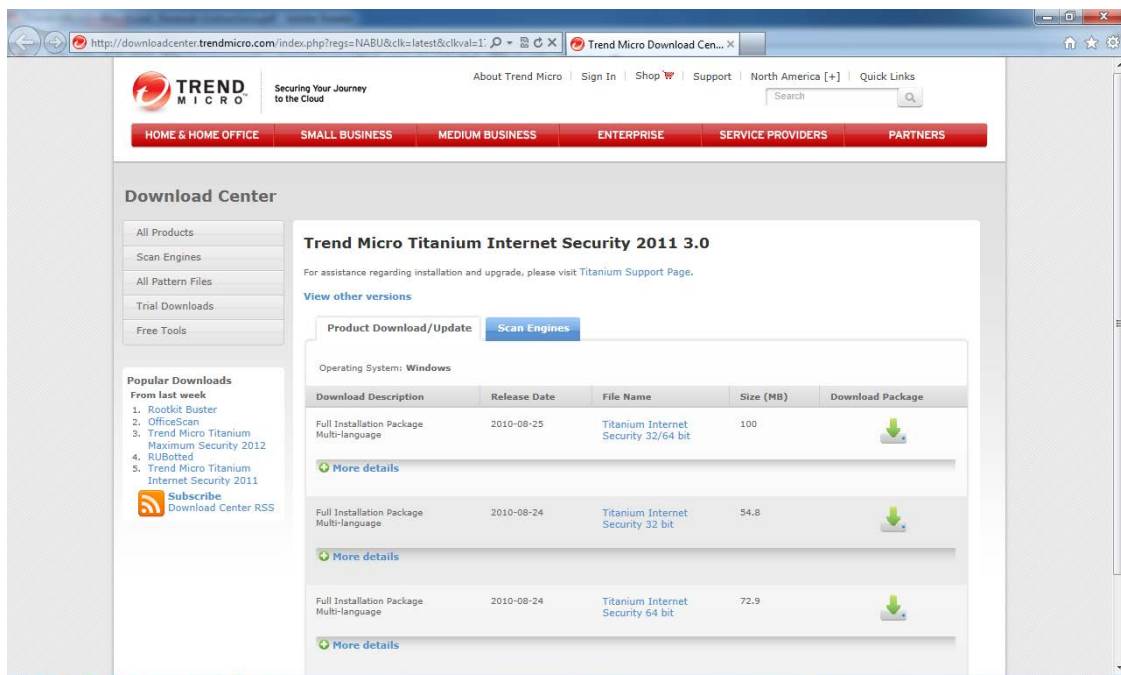 http://downloadcenter.trendmicro.com/index.php?regs=NABU&clk=latest&clkval=1
Trend Micro Download Cen...
TREND
MICRO
Securing Your Journey
to the Cloud
About Trend Micro
Sign In
Shop
Support
North America [+]
Quick Links
Search
HOME & HOME OFFICE
SMALL BUSINESS
MEDIUM BUSINESS
ENTERPRISE
SERVICE PROVIDERS
PARTNERS
Download Center
All Products
Scan Engines
All Pattern Files
Trial Downloads
Free Tools
Popular Downloads
From last week
1. Rootkit Buster
2. OfficeScan
3. Trend Micro Titanium
Maximum Security 2012
4. RUBotted
5. Trend Micro Titanium
Internet Security 2011
Subscribe
Download Center RSS
Trend Micro Titanium Internet Security 2011 3.0
For assistance regarding installation and upgrade, please visit Titanium Support Page.
View other versions
Product Download/Update
Scan Engines
Operating System: Windows
Download Description Release Date File Name Size (MB) Download Package
Full Installation Package 2010-08-25 Titanium Internet 100
Multi-language Security 32/64 bit
More details
Full Installation Package 2010-08-24 Titanium Internet 54.8
Multi-language Security 32 bit
More details
Full Installation Package 2010-08-24 Titanium Internet 72.9
Multi-language Security 64 bit
More details